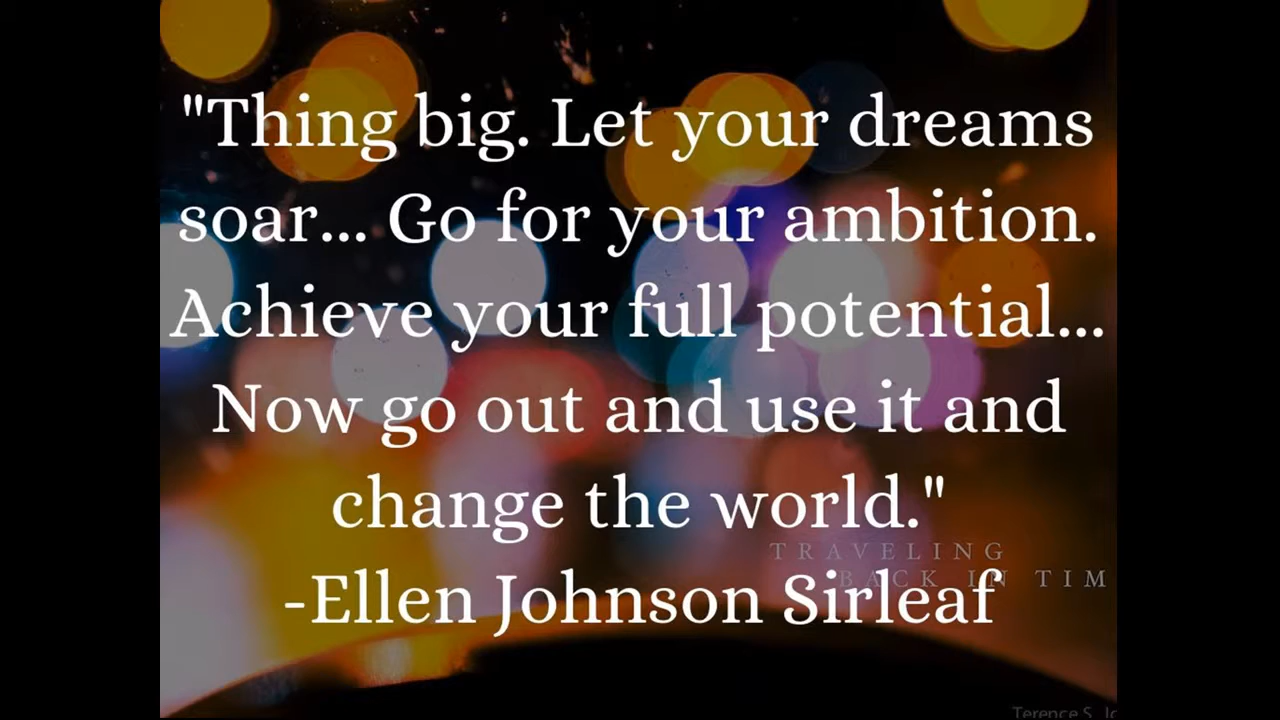 "Thing big. Let your dreams
soar... Go for your ambition.
Achieve your full potential...
Now go out and use it and
change the world."
TRAVELING
BACK IN TIM
-Ellen Johnson Sirleaf
Terence S.